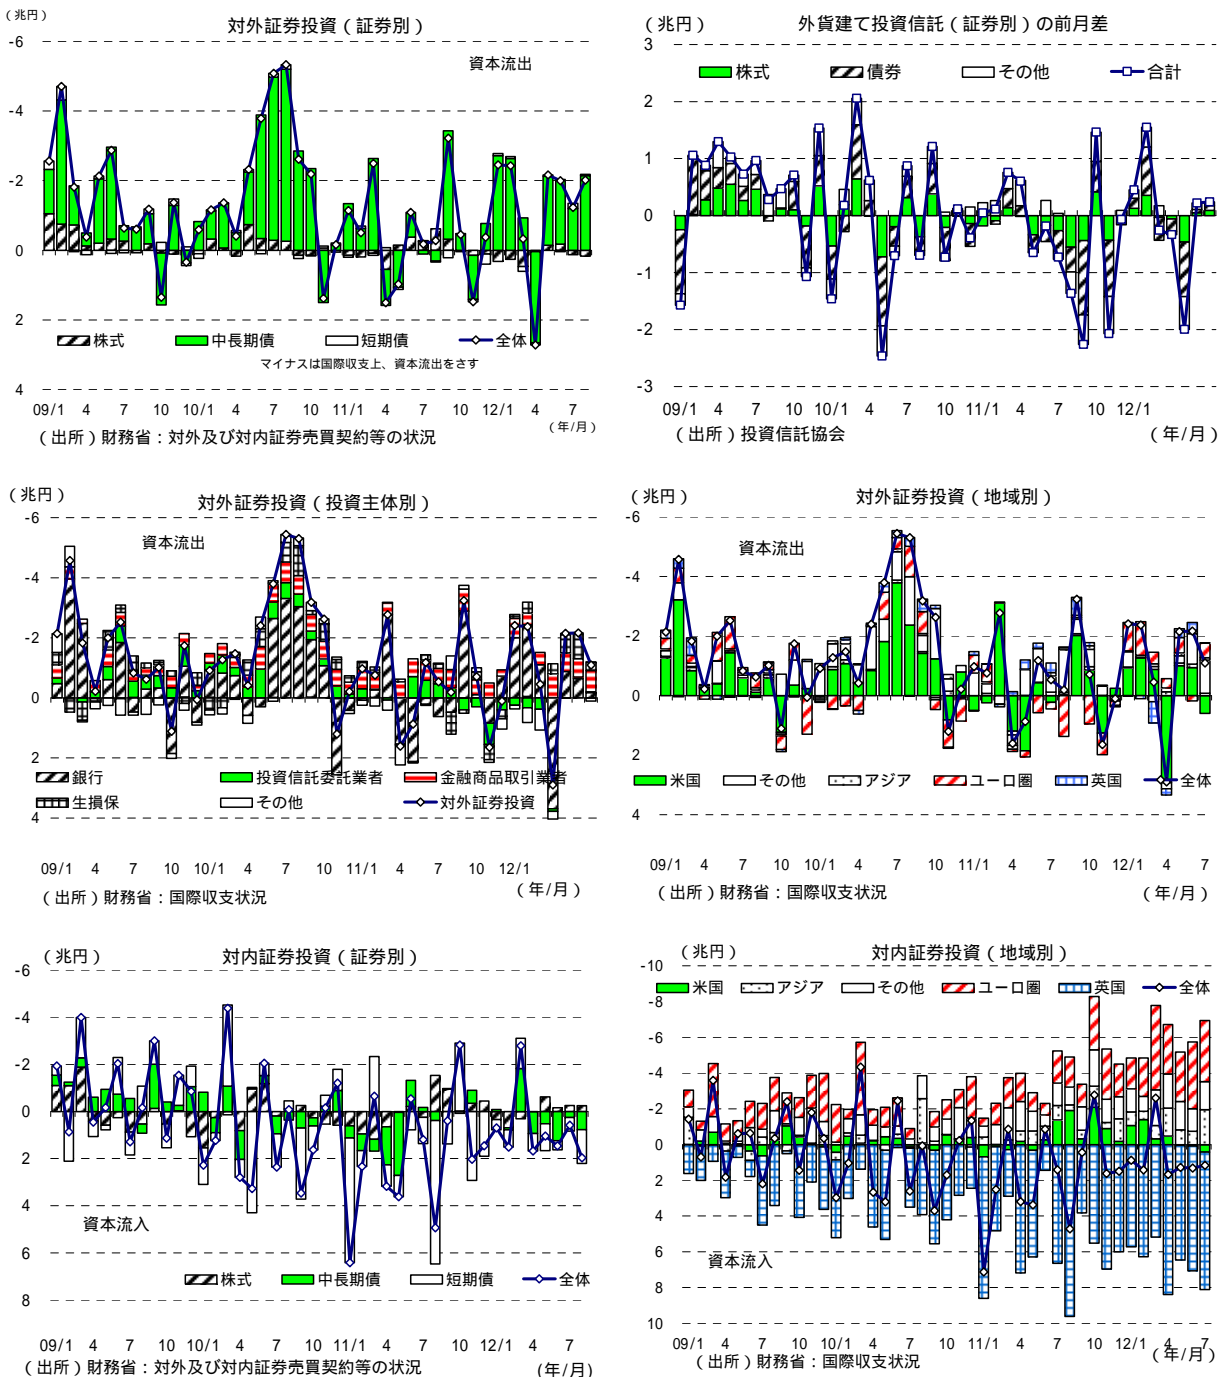 （兆円）
対外証券投資（証券別）
資本流出
-6
-4
-2
0
2
4
株式 中長期債 短期債 全体
マイナスは国際収支上、資本流出をさす
09/1 4 7 10 10/1 4 7 10 11/1 4 7 10 12/1 4 7
（年/月）
（出所）財務省：対外及び対内証券売買契約等の状況
（兆円）
外貨建て投資信託（証券別）の前月差
3
2
1
0
-1
-2
-3
株式 債券 その他 合計
09/1 4 7 10 10/1 4 7 10 11/1 4 7 10 12/1
（出所）投資信託協会
（年/月）
（兆円）
対外証券投資（投資主体別）
資本流出
-6
-4
-2
0
2
4
銀行 投資信託委託業者 金融商品取引業者
生損保 その他 対外証券投資
09/1 4 7 10 10/1 4 7 10 11/1 4 7 10 12/1 4 7
（年/月）
（出所）財務省：国際収支状況
（兆円）
対外証券投資（地域別）
資本流出
-6
-4
-2
0
2
4
米国 その他 アジア ユーロ圏 英国 全体
09/1 4 7 10 10/1 4 7 10 11/1 4 7 10 12/1 4 7
（出所）財務省：国際収支状況
（年/月）
（兆円）
対内証券投資（証券別）
-6
-4
-2
0
2
4
6
8
資本流入
株式 中長期債 短期債 全体
09/1 4 7 10 10/1 4 7 10 11/1 4 7 10 12/1 4 7
（出所）財務省：対外及び対内証券売買契約等の状況
（年/月）
（兆円）
対内証券投資（地域別）
-10
-8
-6
-4
-2
0
2
4
6
8
10
米国 アジア その他 ユーロ圏 英国 全体
資本流入
09/1 4 7 10 10/1 4 7 10 11/1 4 7 10 12/1 4 7
（出所）財務省：国際収支状況
（年/月）